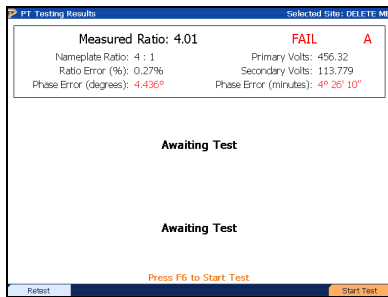 PT Testing Results Selected Site: DELETE ME
Measured Ratio: 4.01 FAIL A
Nameplate Ratio: 4 : 1 Primary Volts: 456.32
Ratio Error (%): 0.27% Secondary Volts: 113.779
Phase Error (degrees): 4.436º Phase Error (minutes): 4º 26' 10"
Awaiting Test
Awaiting Test
Press F6 to Start Test
Retest Start Test